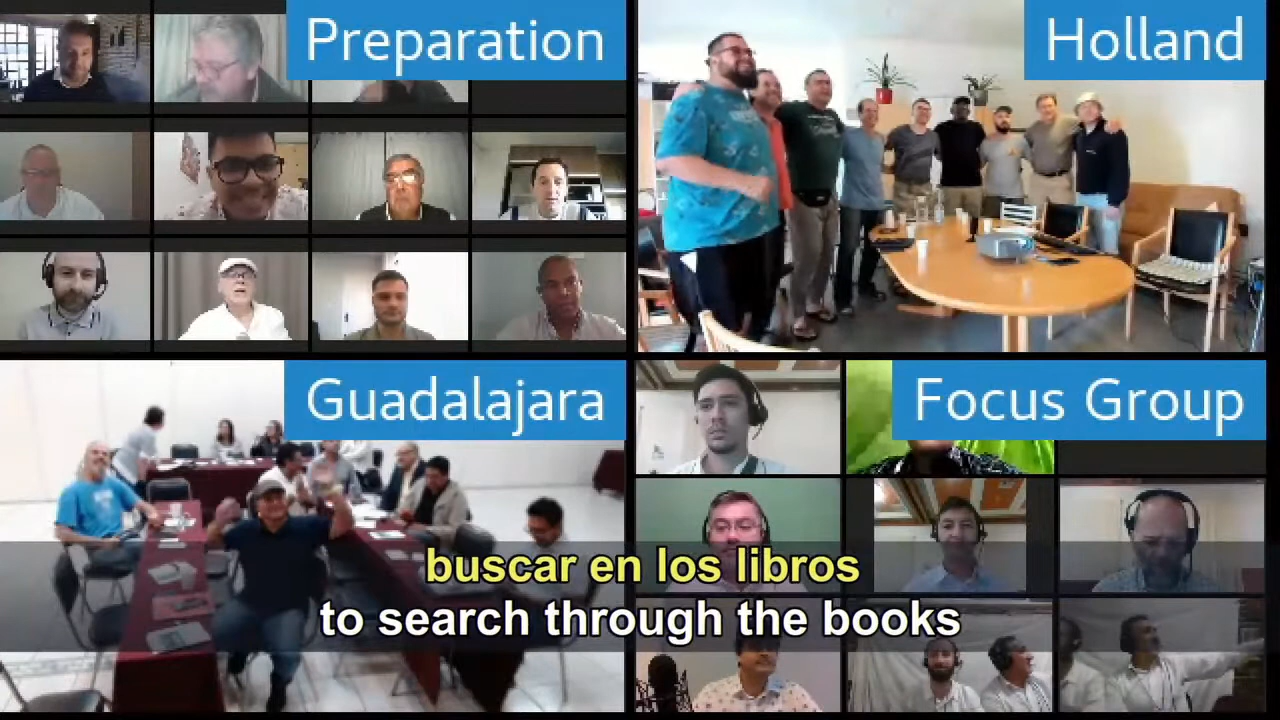 Preparation
Holland
Guadalajara
Focus Group
buscar en los libros
to search through the books